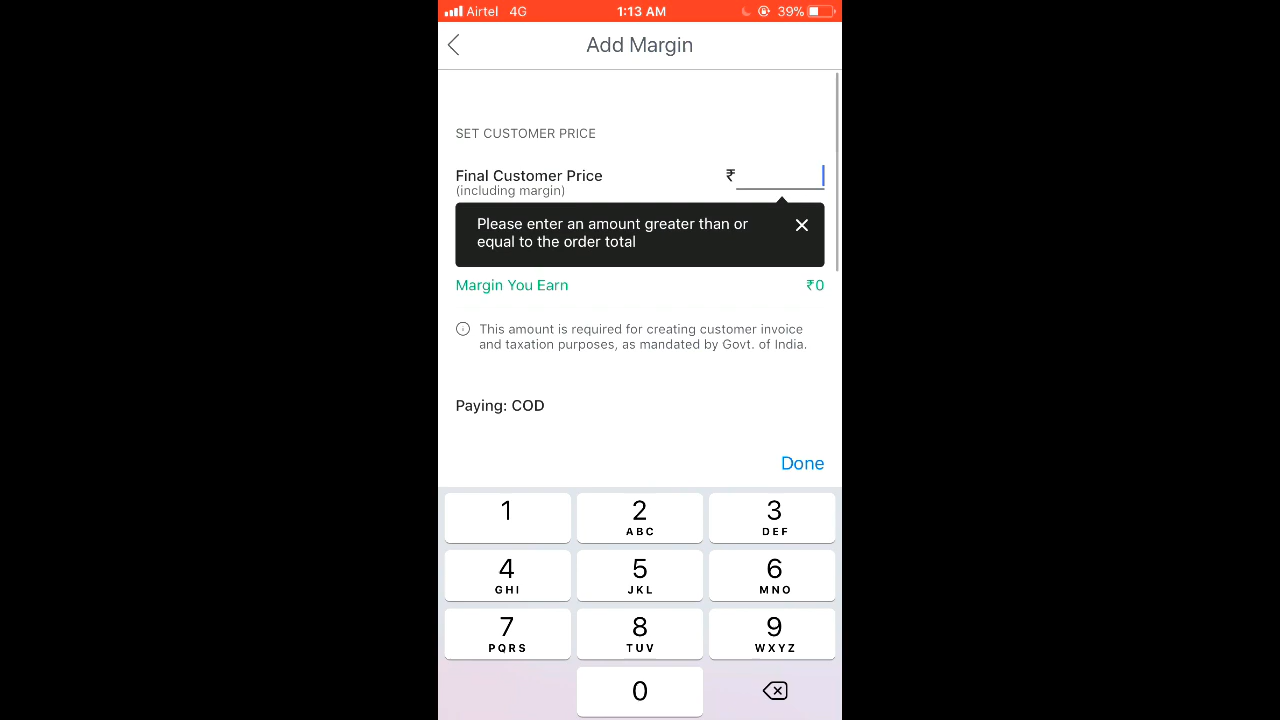 Airtel 4G 1:13 AM 39%
Add Margin
SET CUSTOMER PRICE
Final Customer Price ₹
(including margin)
Please enter an amount greater than or
equal to the order total
Margin You Earn ₹0
This amount is required for creating customer invoice
and taxation purposes, as mandated by Govt. of India.
Paying: COD
Done
1 2 3
ABC DEF
4 5 6
GHI JKL MNO
7 8 9
PQRS TUV WXYZ
0